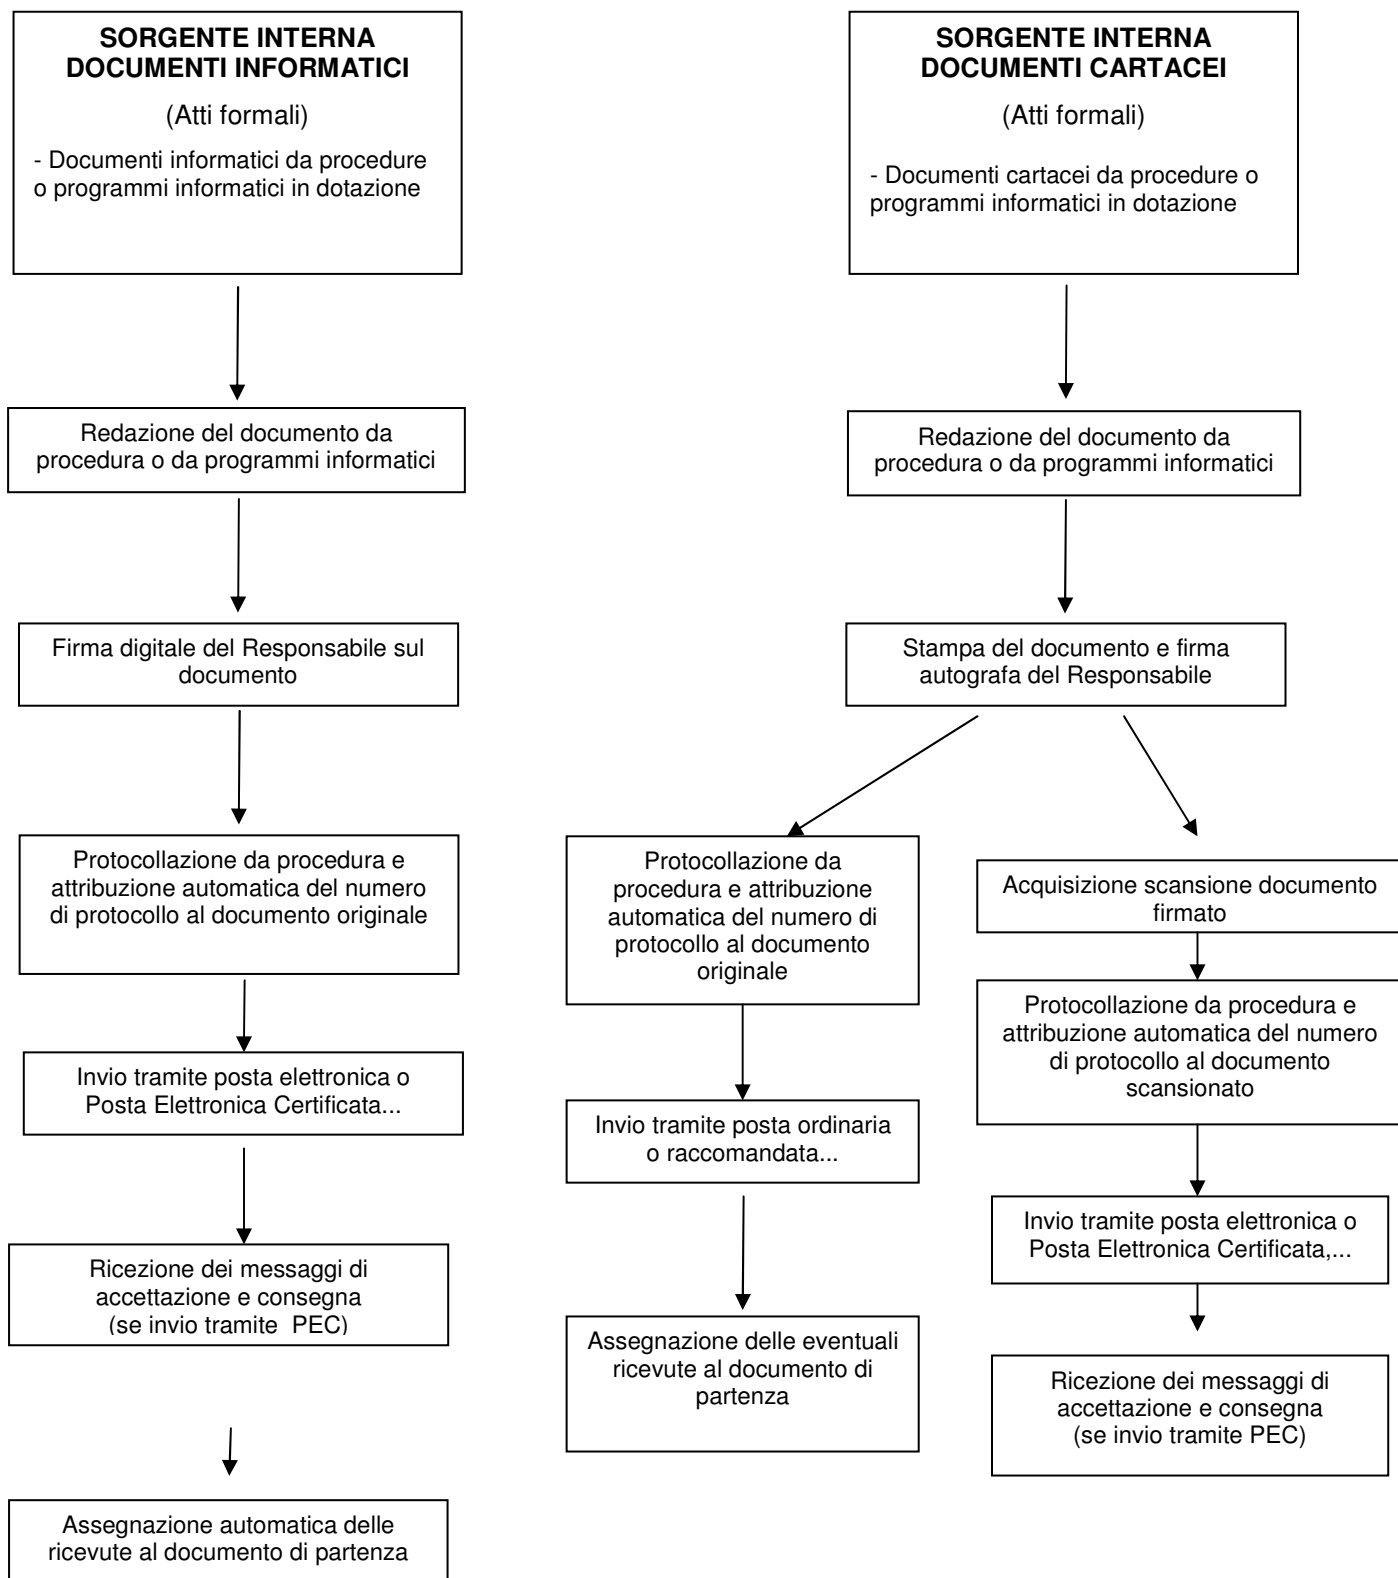 SORGENTE INTERNA
DOCUMENTI INFORMATICI
(Atti formali)
- Documenti informatici da procedure
o programmi informatici in dotazione
Redazione del documento da
procedura o da programmi informatici
Firma digitale del Responsabile sul
documento
Protocollazione da procedura e
attribuzione automatica del numero
di protocollo al documento originale
Invio tramite posta elettronica o
Posta Elettronica Certificata...
Ricezione dei messaggi di
accettazione e consegna
(se invio tramite PEC)
Assegnazione automatica delle
ricevute al documento di partenza
SORGENTE INTERNA
DOCUMENTI CARTACEI
(Atti formali)
- Documenti cartacei da procedure o
programmi informatici in dotazione
Redazione del documento da
procedura o da programmi informatici
Stampa del documento e firma
autografa del Responsabile
Protocollazione da
procedura e attribuzione
automatica del numero di
protocollo al documento
originale
Invio tramite posta ordinaria
o raccomandata...
Assegnazione delle eventuali
ricevute al documento di
partenza
Acquisizione scansione documento
firmato
Protocollazione da procedura e
attribuzione automatica del numero
di protocollo al documento
scansionato
Invio tramite posta elettronica o
Posta Elettronica Certificata,...
Ricezione dei messaggi di
accettazione e consegna
(se invio tramite PEC)